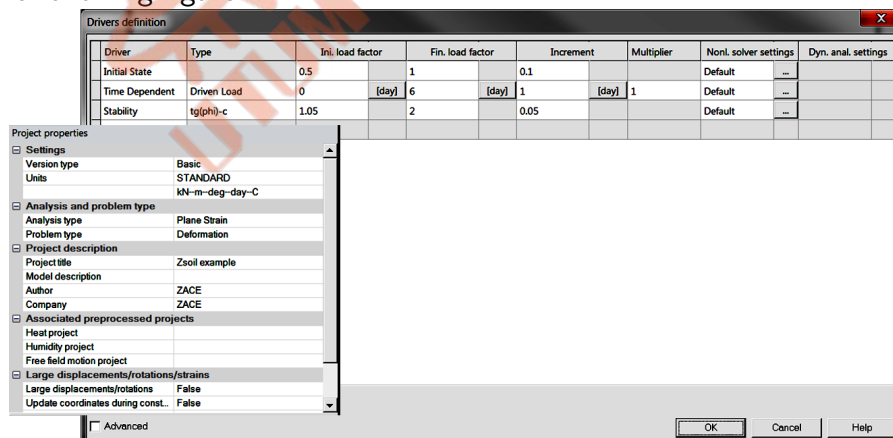 Drivers definition
X
Driver Type Ini. load factor Fin. load factor Increment Multiplier Nonl. solver settings Dyn. anal. settings
Initial State 0.5 1 0.1 Default ...
Time Dependent Driven Load 0 [day] 6 [day] 1 [day] 1 Default ...
Stability tg(phi)-c 1.05 2 0.05 Default ...
Project properties
Settings
Version type Basic
Units STANDARD
kN--m--deg--day--C
Analysis and problem type
Analysis type Plane Strain
Problem type Deformation
Project description
Project title Zsoil example
Model description
Author ZACE
Company ZACE
Associated preprocessed projects
Heat project
Humidity project
Free field motion project
Large displacements/rotations/strains
Large displacements/rotations False
Update coordinates during const... False
Advanced
OK Cancel Help